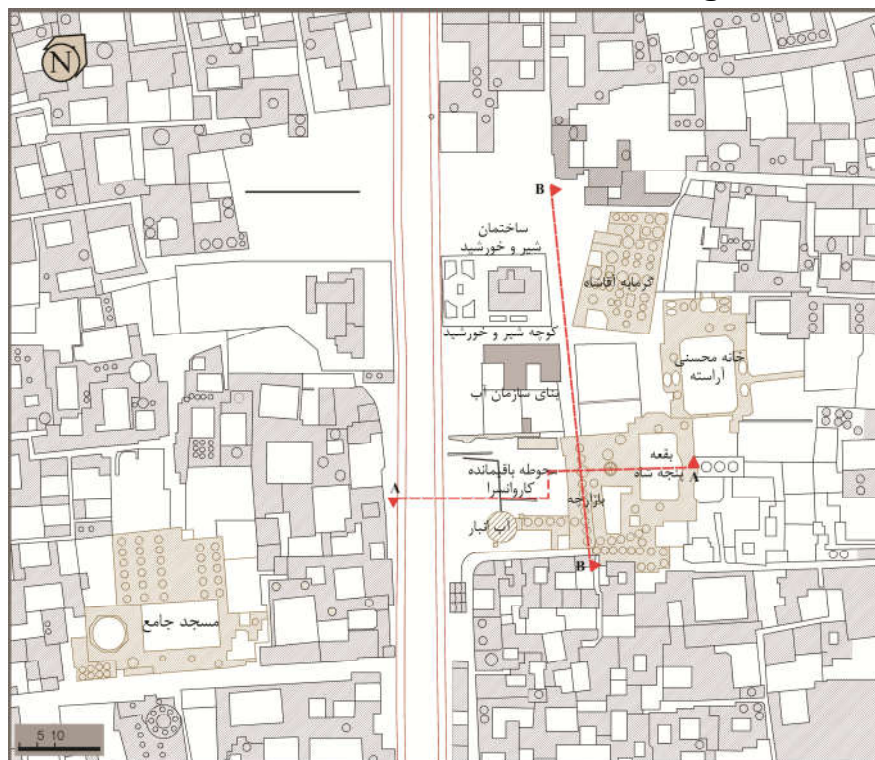 N
B
ساختمان
شیر و خورشید
گرمابه آقاشاه
کوچه شیر و خورشید
خانه محسنی
آراسته
بنای سازمان آب
بقعه
پنجه شاه
A
محوطه باقیمانده
کاروانسرا
A
بازارچه
آب انبار
B
مسجد جامع
5 10